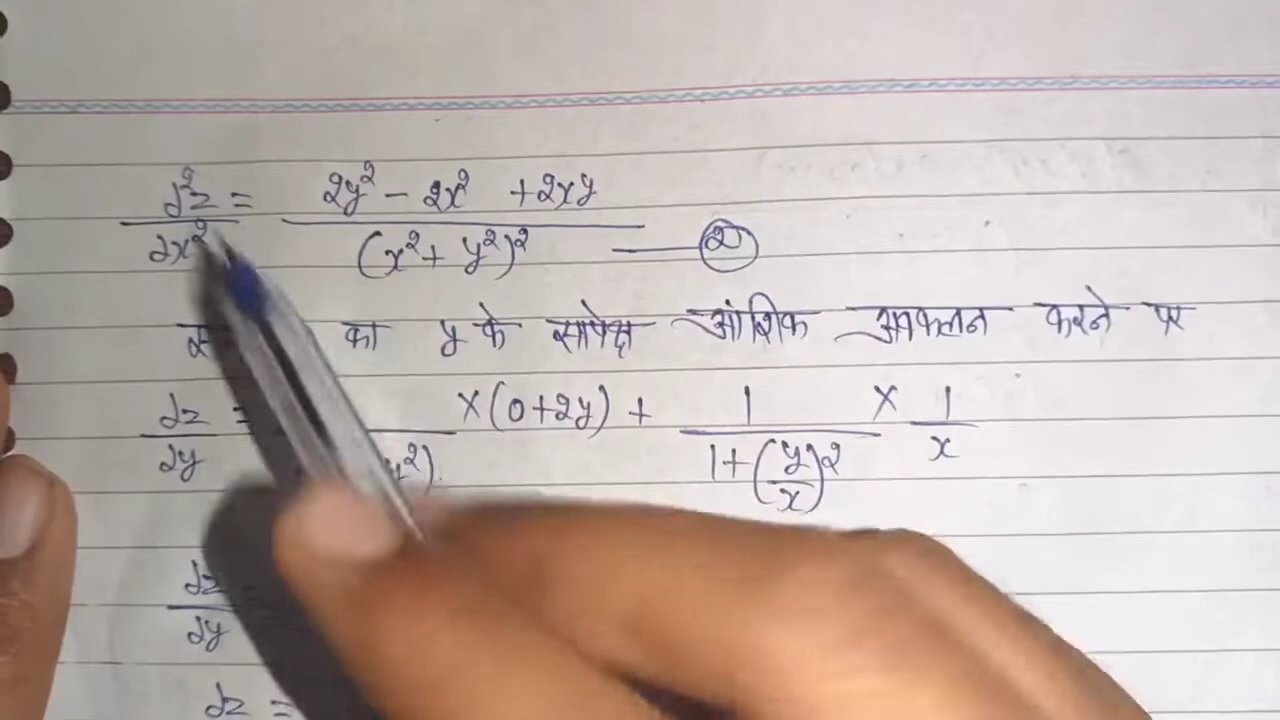 ∂²z/∂x² = (2y² - 2x² + 2xy)/(x² + y²)² —— ②
का y के सापेक्ष आंशिक अवकलन करने पर
∂z/∂y = ×(0+2y) + 1/(1+(y/x)²) × 1/x
∂z/∂y
∂z =